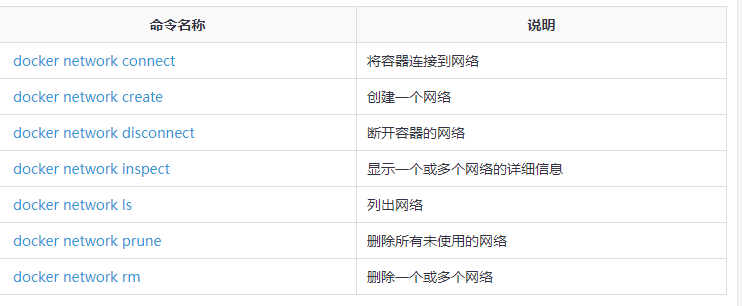 命令名称 说明
docker network connect 将容器连接到网络
docker network create 创建一个网络
docker network disconnect 断开容器的网络
docker network inspect 显示一个或多个网络的详细信息
docker network ls 列出网络
docker network prune 删除所有未使用的网络
docker network rm 删除一个或多个网络